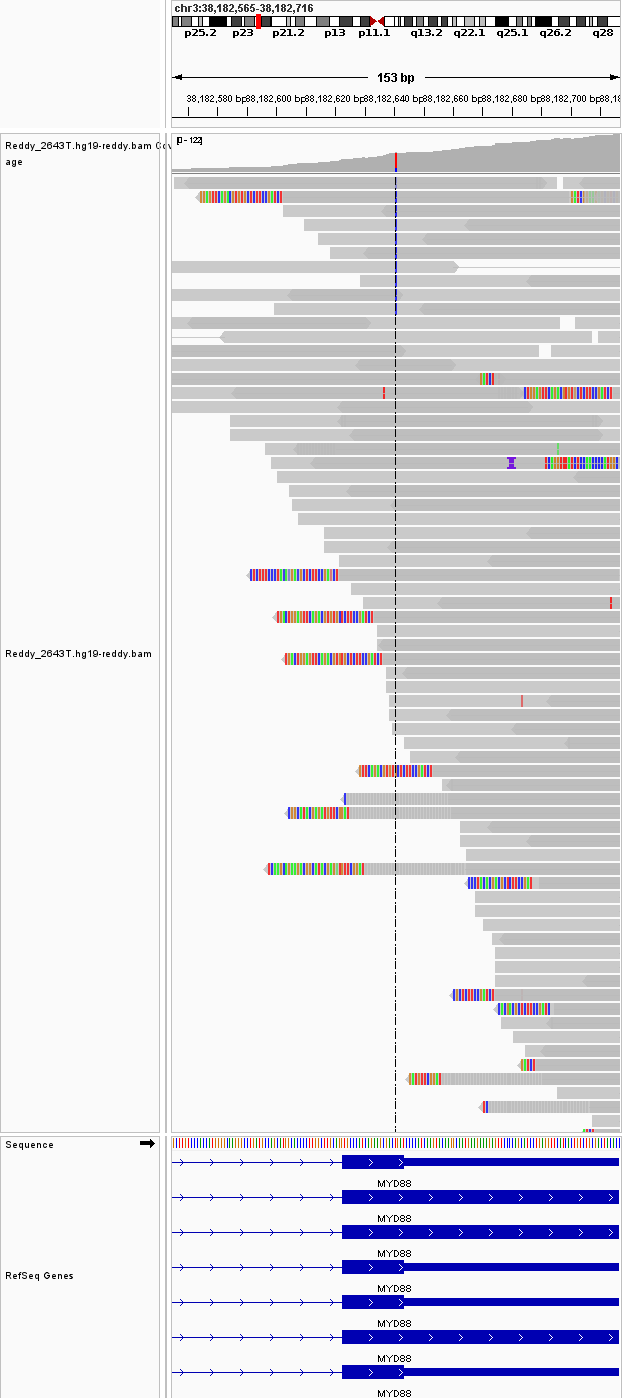 chr3:38,182,565-38,182,716
p25.2 p23 p21.2 p13 p11.1 q13.2 q22.1 q25.1 q26.2 q28
153 bp
38,182,580 bp 38,182,600 bp 38,182,620 bp 38,182,640 bp 38,182,660 bp 38,182,680 bp 38,182,700 bp
Reddy_2643T.hg19-reddy.bam
age
[0 - 122]
Reddy_2643T.hg19-reddy.bam
Sequence
MYD88
MYD88
MYD88
RefSeq Genes
MYD88
MYD88
MYD88
MYD88